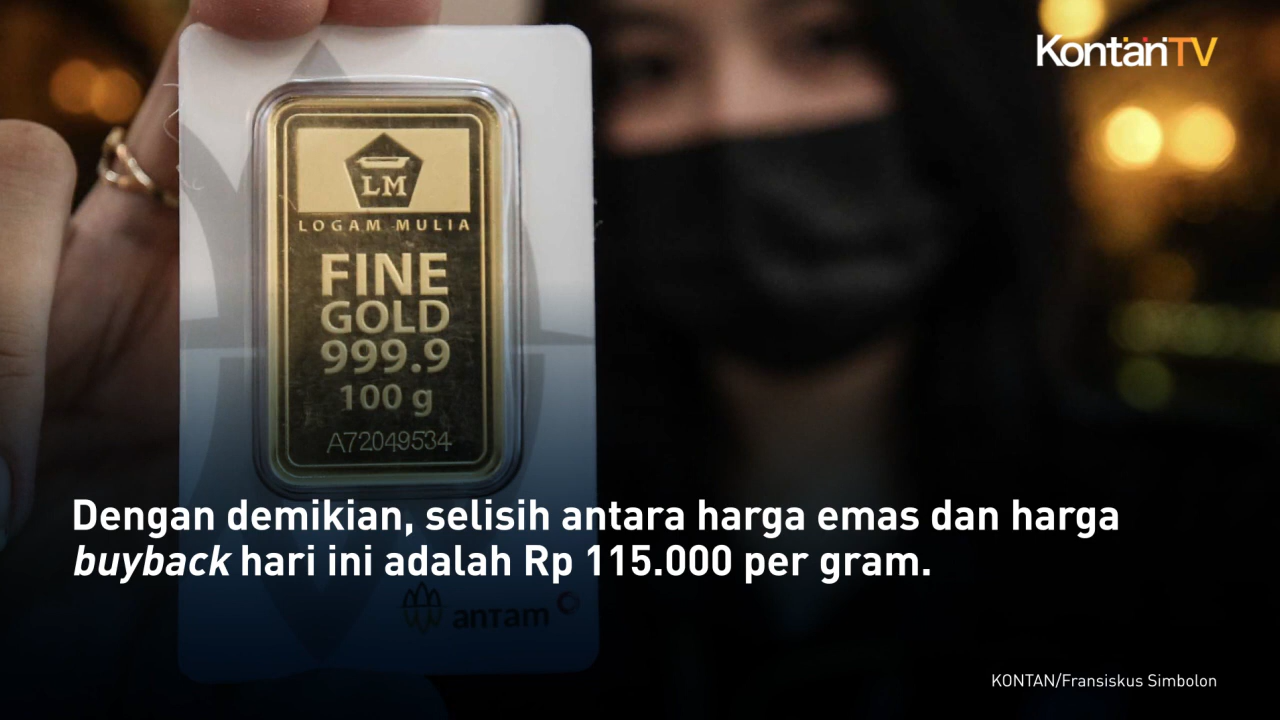 KontanTV
LM
LOGAM MULIA
FINE
GOLD
999.9
100 g
A72049534
Dengan demikian, selisih antara harga emas dan harga
buyback hari ini adalah Rp 115.000 per gram.
antam
KONTAN/Fransiskus Simbolon